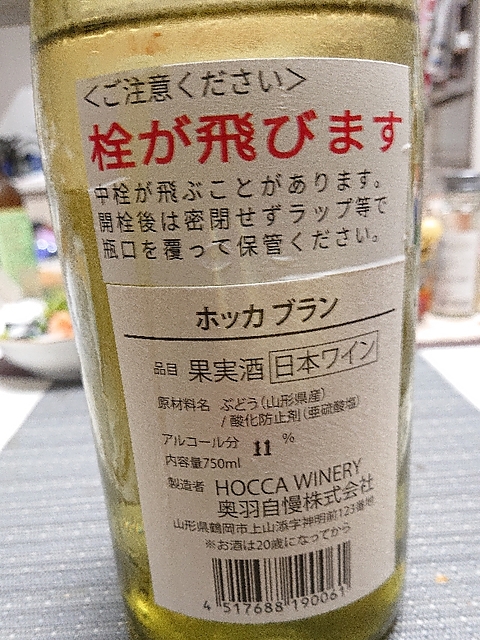 ＜ご注意ください＞
栓が飛びます
中栓が飛ぶことがあります。
開栓後は密閉せずラップ等で
瓶口を覆って保管ください。
ホッカ ブラン
品目 果実酒 日本ワイン
原材料名 ぶどう（山形県産）
/ 酸化防止剤（亜硫酸塩）
アルコール分 11 %
内容量750ml
製造者 HOCCA WINERY
奥羽自慢株式会社
山形県鶴岡市上山添字神明前123番地
※お酒は20歳になってから
4 517688 190061